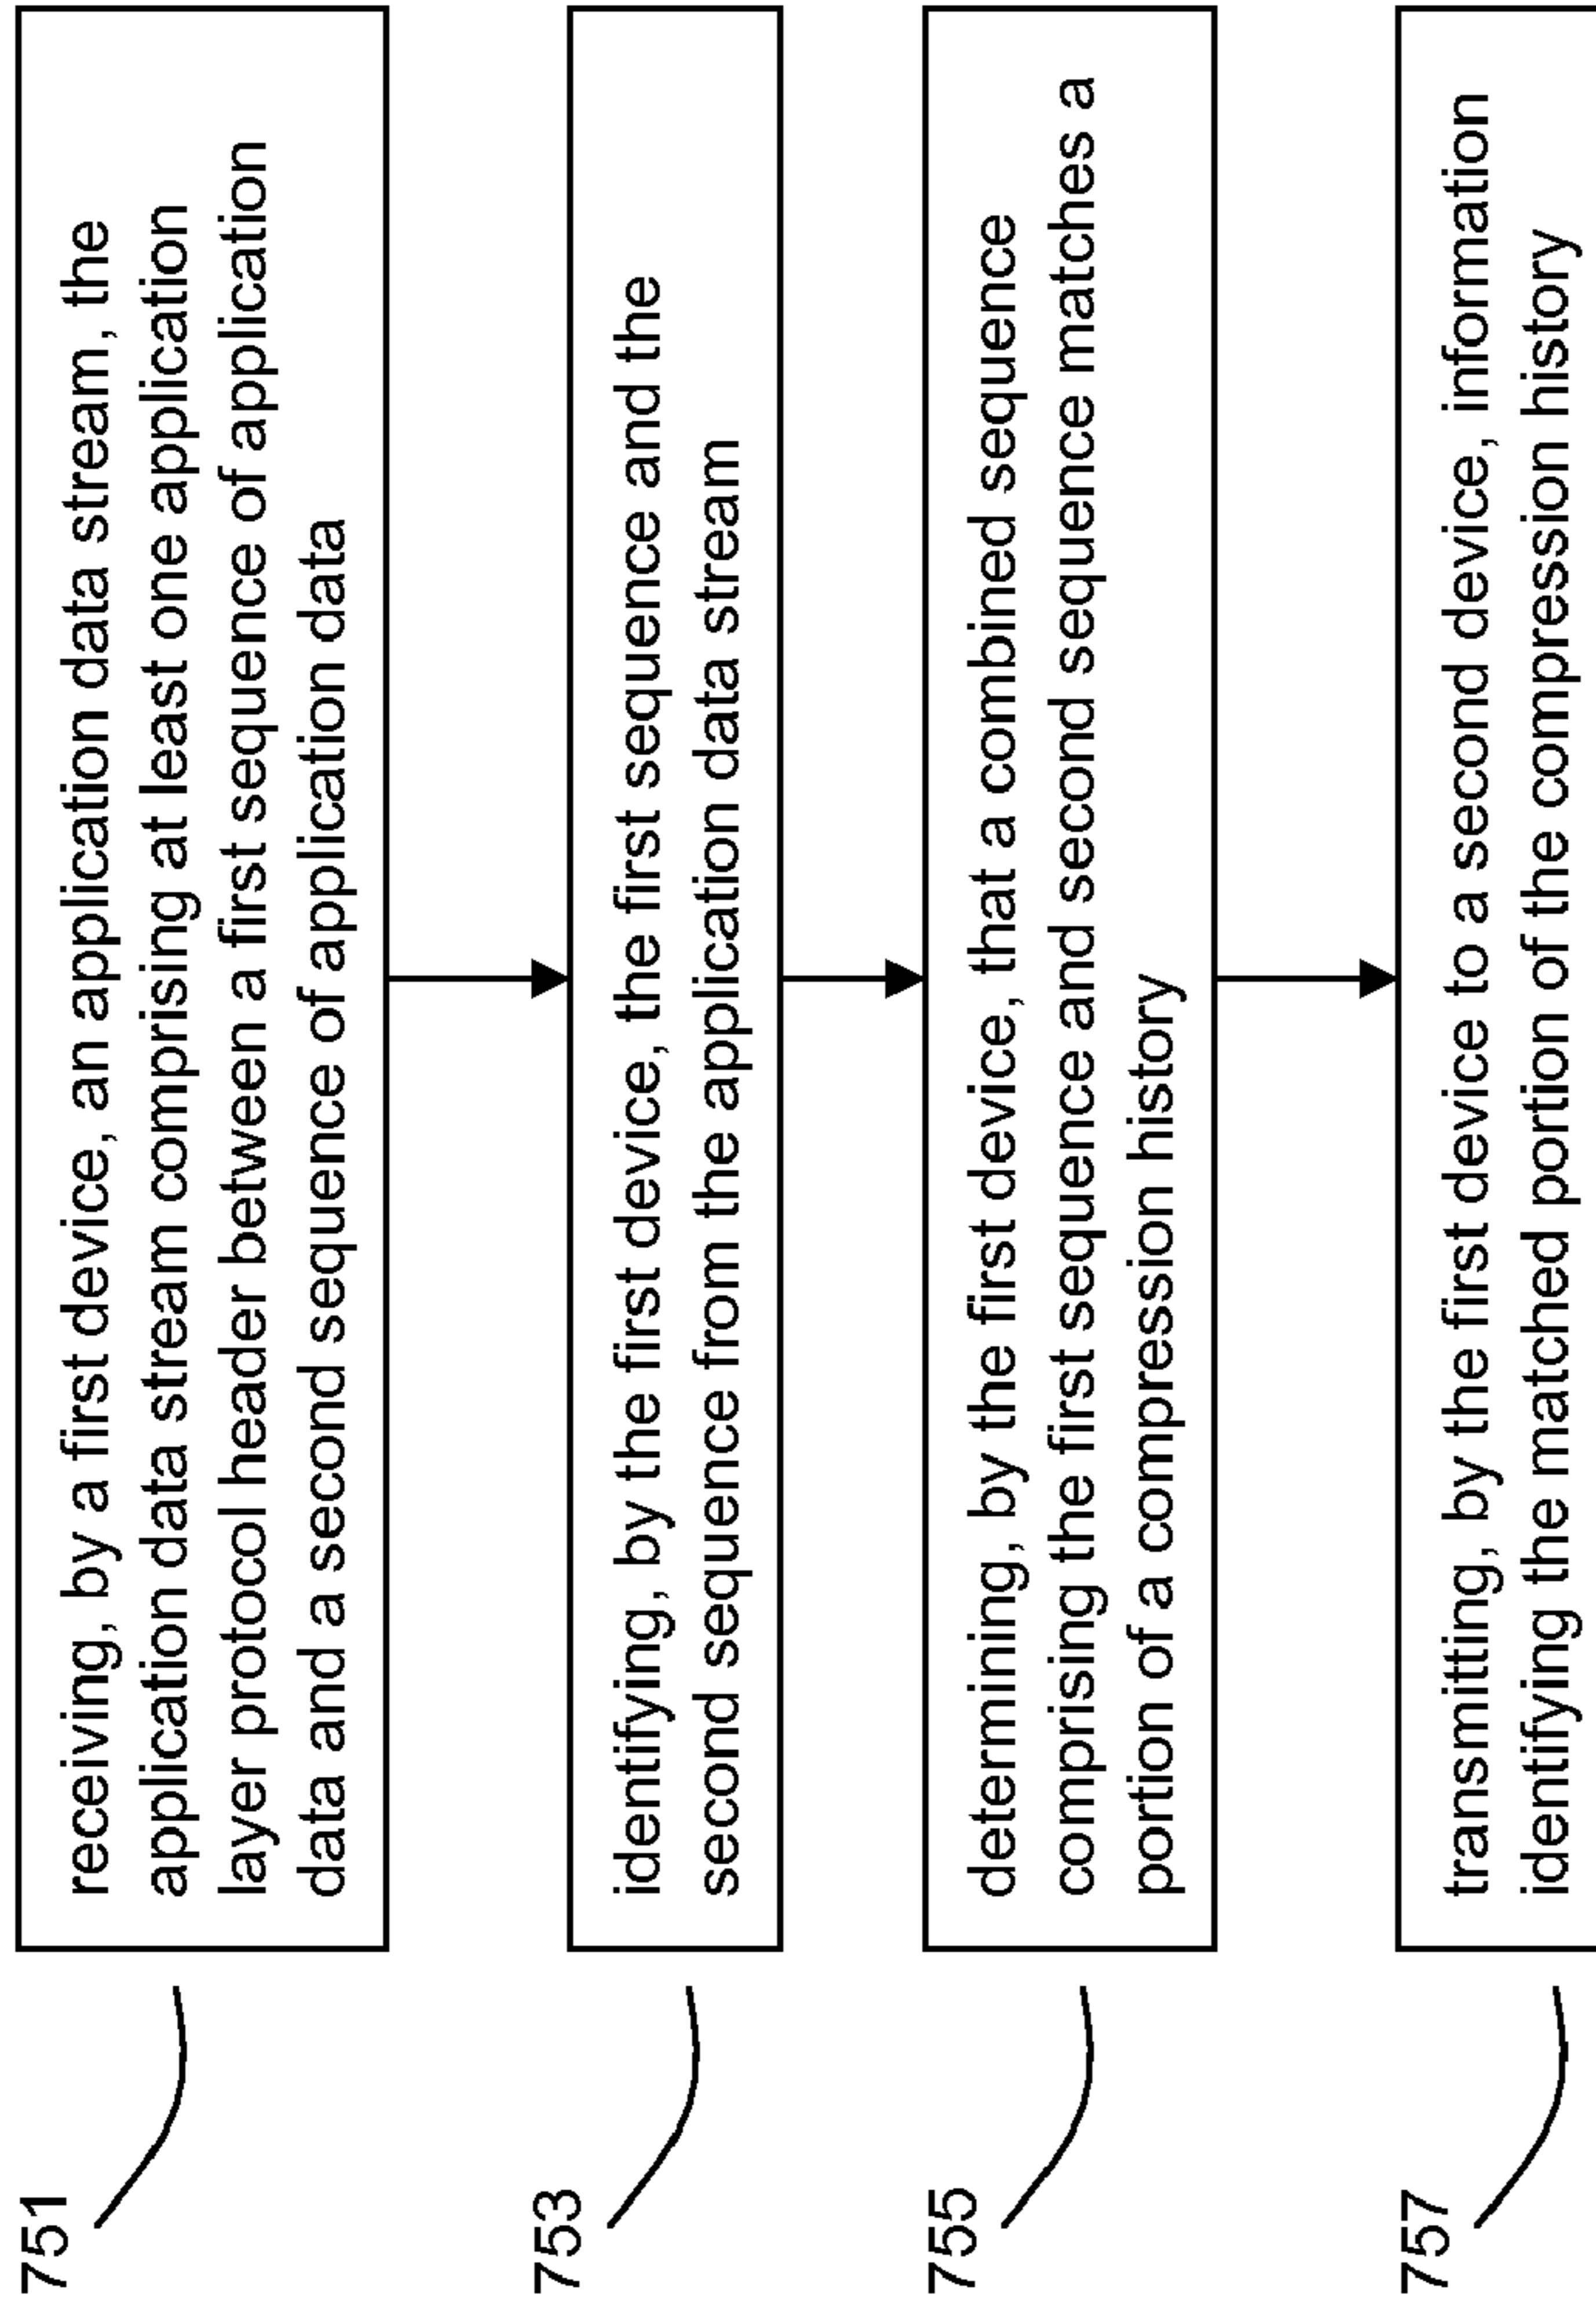 751
receiving, by a first device, an application data stream, the
application data stream comprising at least one application
layer protocol header between a first sequence of application
data and a second sequence of application data
753
identifying, by the first device, the first sequence and the
second sequence from the application data stream
755
determining, by the first device, that a combined sequence
comprising the first sequence and second sequence matches a
portion of a compression history
757
transmitting, by the first device to a second device, information
identifying the matched portion of the compression history